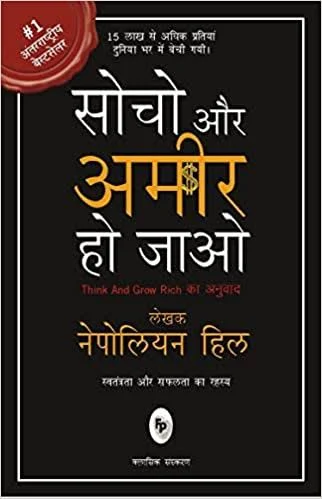 #1
अंतरराष्ट्रीय
बैस्टसेलर
15 लाख से अधिक प्रतियां
दुनिया भर में बेची गयी।
सोचो और
अमीर
$
हो जाओ
Think And Grow Rich का अनुवाद
लेखक
नेपोलियन हिल
स्वतंत्रता और सफलता का रहस्य
FP
क्लासिक संस्करण